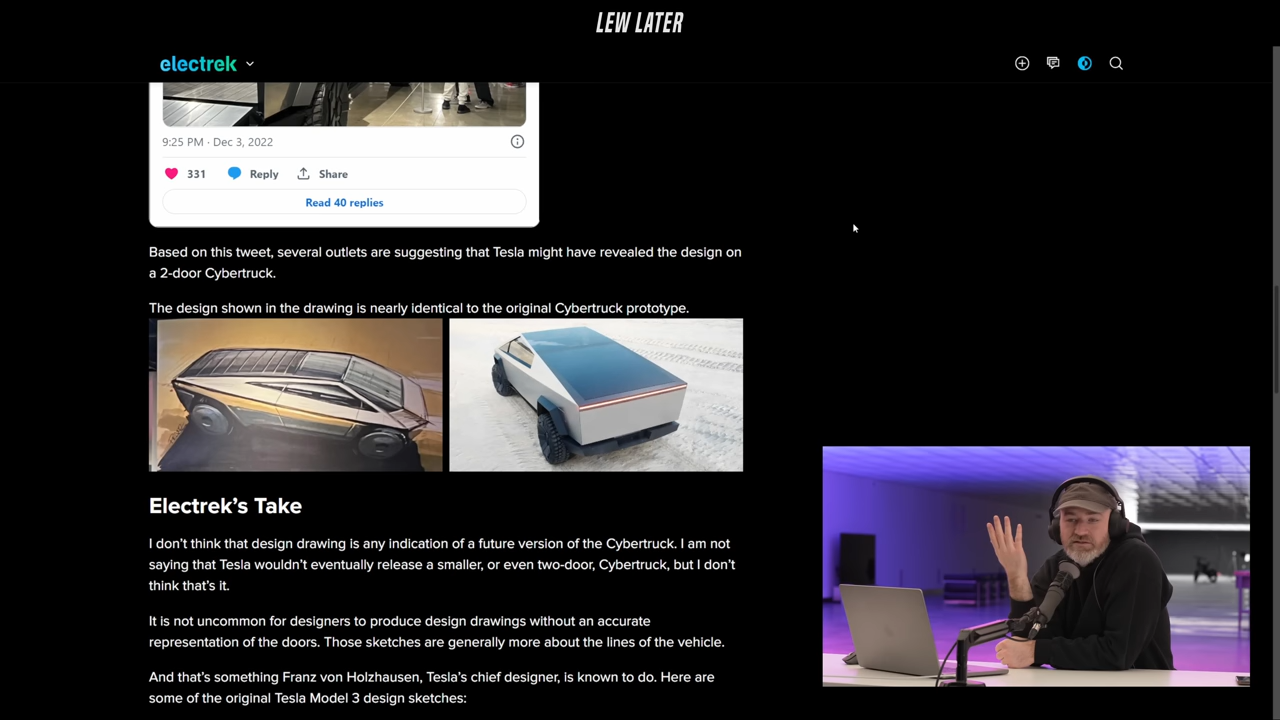 LEW LATER
electrek
9:25 PM · Dec 3, 2022
331
Reply
Share
Read 40 replies
Based on this tweet, several outlets are suggesting that Tesla might have revealed the design on
a 2-door Cybertruck.
The design shown in the drawing is nearly identical to the original Cybertruck prototype.
Electrek’s Take
I don’t think that design drawing is any indication of a future version of the Cybertruck. I am not
saying that Tesla wouldn’t eventually release a smaller, or even two-door, Cybertruck, but I don’t
think that’s it.
It is not uncommon for designers to produce design drawings without an accurate
representation of the doors. Those sketches are generally more about the lines of the vehicle.
And that’s something Franz von Holzhausen, Tesla’s chief designer, is known to do. Here are
some of the original Tesla Model 3 design sketches: